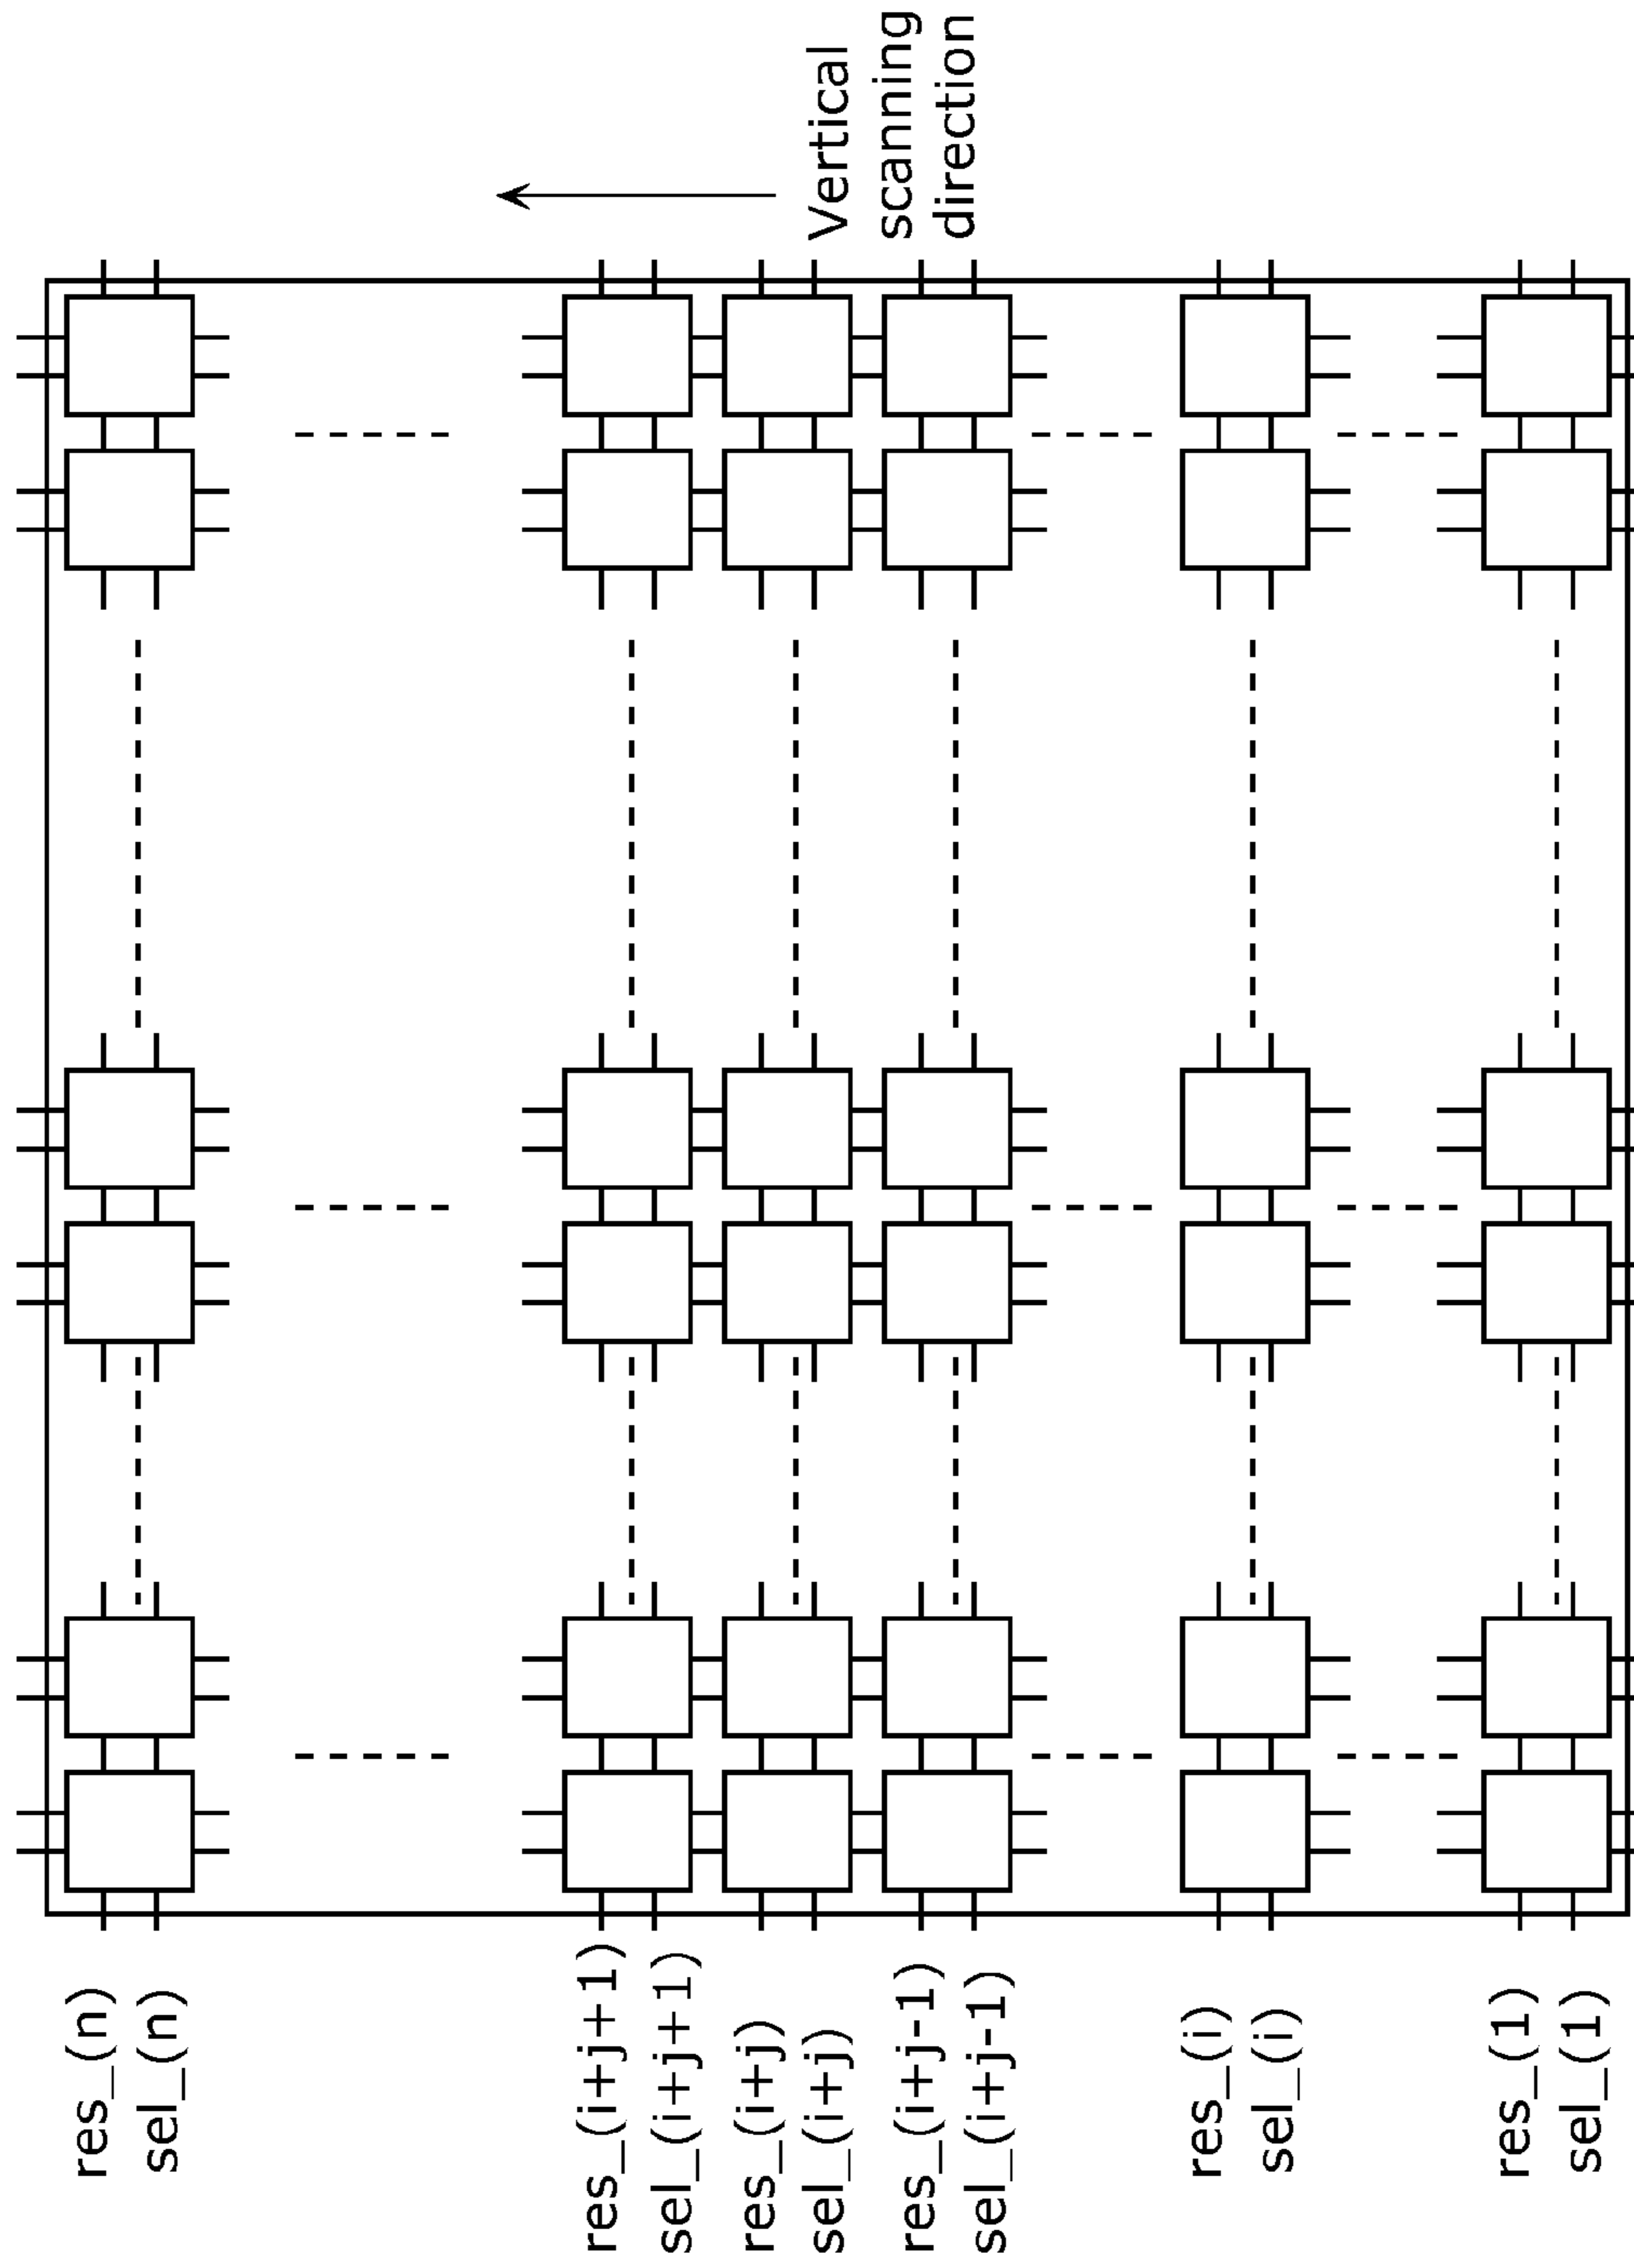 res_(n)
sel_(n)
res_(i+j+1)
sel_(i+j+1)
res_(i+j)
sel_(i+j)
res_(i+j-1)
sel_(i+j-1)
res_(i)
sel_(i)
res_(1)
sel_(1)
Vertical
scanning
direction